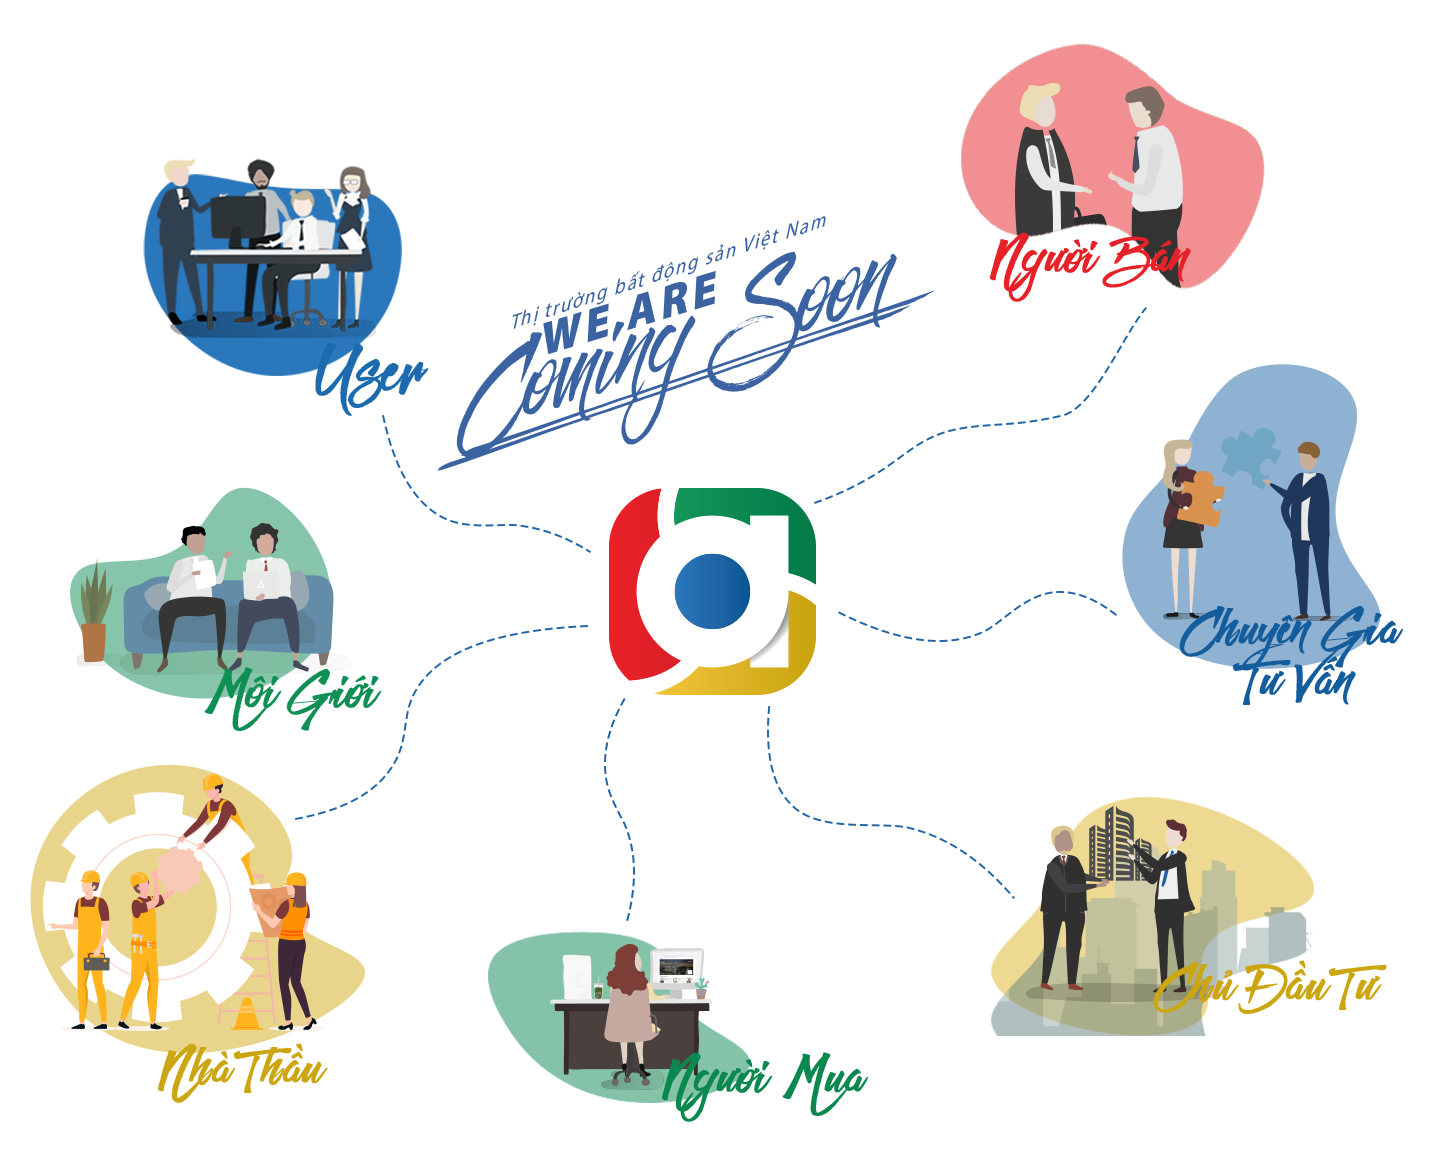 Người Bán
Thị trường bất động sản Việt Nam
WE ARE
Coming Soon
User
Chuyên Gia
Tư Vấn
Môi Giới
Chủ Đầu Tư
Nhà Thầu
Người Mua